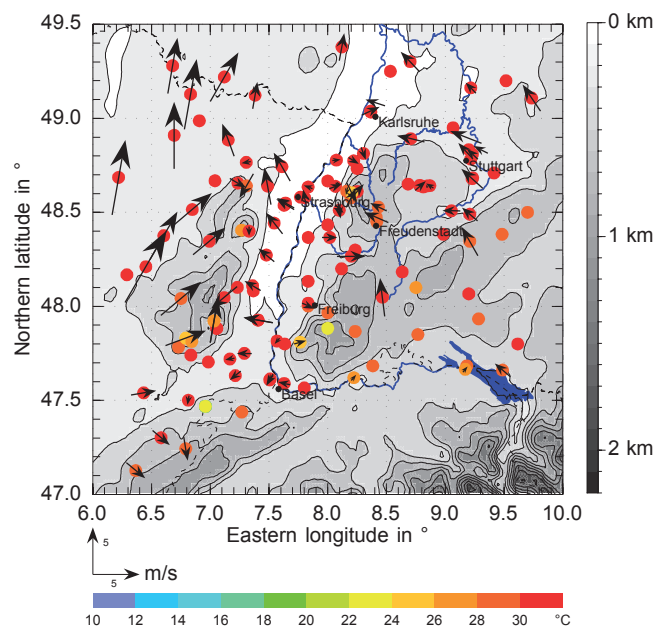 49.5
49.0
48.5
48.0
47.5
47.0
Northern latitude in °
Karlsruhe
Stuttgart
Strasbourg
Freudenstadt
Freiburg
Basel
6.0 6.5 7.0 7.5 8.0 8.5 9.0 9.5 10.0
Eastern longitude in °
0 km
1 km
2 km
5
5
m/s
10 12 14 16 18 20 22 24 26 28 30 °C